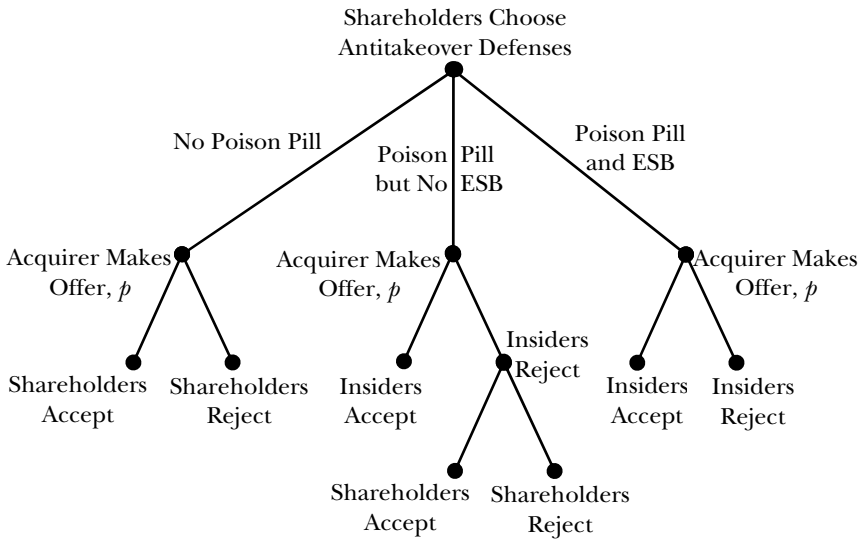 Shareholders Choose
Antitakeover Defenses
No Poison Pill
Poison Pill
but No ESB
Poison Pill
and ESB
Acquirer Makes
Offer, p
Acquirer Makes
Offer, p
Acquirer Makes
Offer, p
Shareholders
Accept
Shareholders
Reject
Insiders
Accept
Insiders
Reject
Insiders
Accept
Insiders
Reject
Shareholders
Accept
Shareholders
Reject